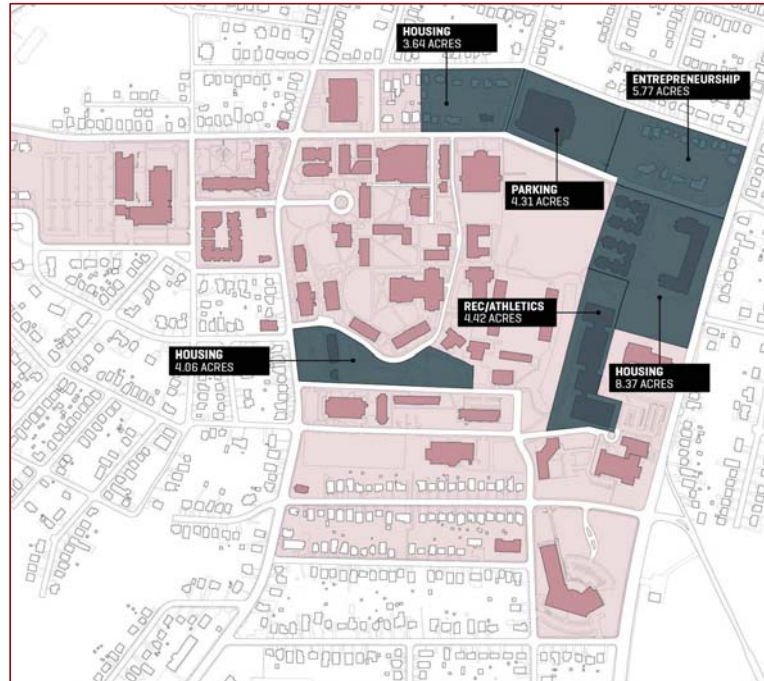 HOUSING
3.64 ACRES
ENTREPRENEURSHIP
5.77 ACRES
PARKING
4.31 ACRES
REC/ATHLETICS
4.42 ACRES
HOUSING
4.06 ACRES
HOUSING
8.37 ACRES